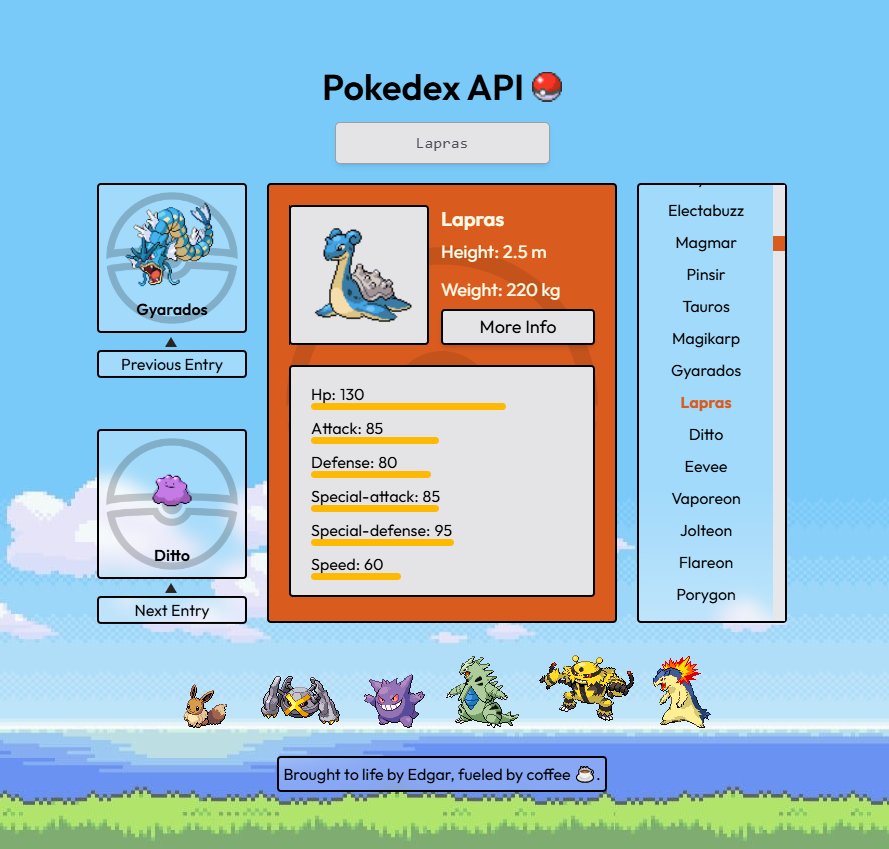 Pokedex API
Lapras
Gyarados
Previous Entry
Ditto
Next Entry
Lapras
Height: 2.5 m
Weight: 220 kg
More Info
Hp: 130
Attack: 85
Defense: 80
Special-attack: 85
Special-defense: 95
Speed: 60
Electabuzz
Magmar
Pinsir
Tauros
Magikarp
Gyarados
Lapras
Ditto
Eevee
Vaporeon
Jolteon
Flareon
Porygon
Brought to life by Edgar, fueled by coffee ☕.